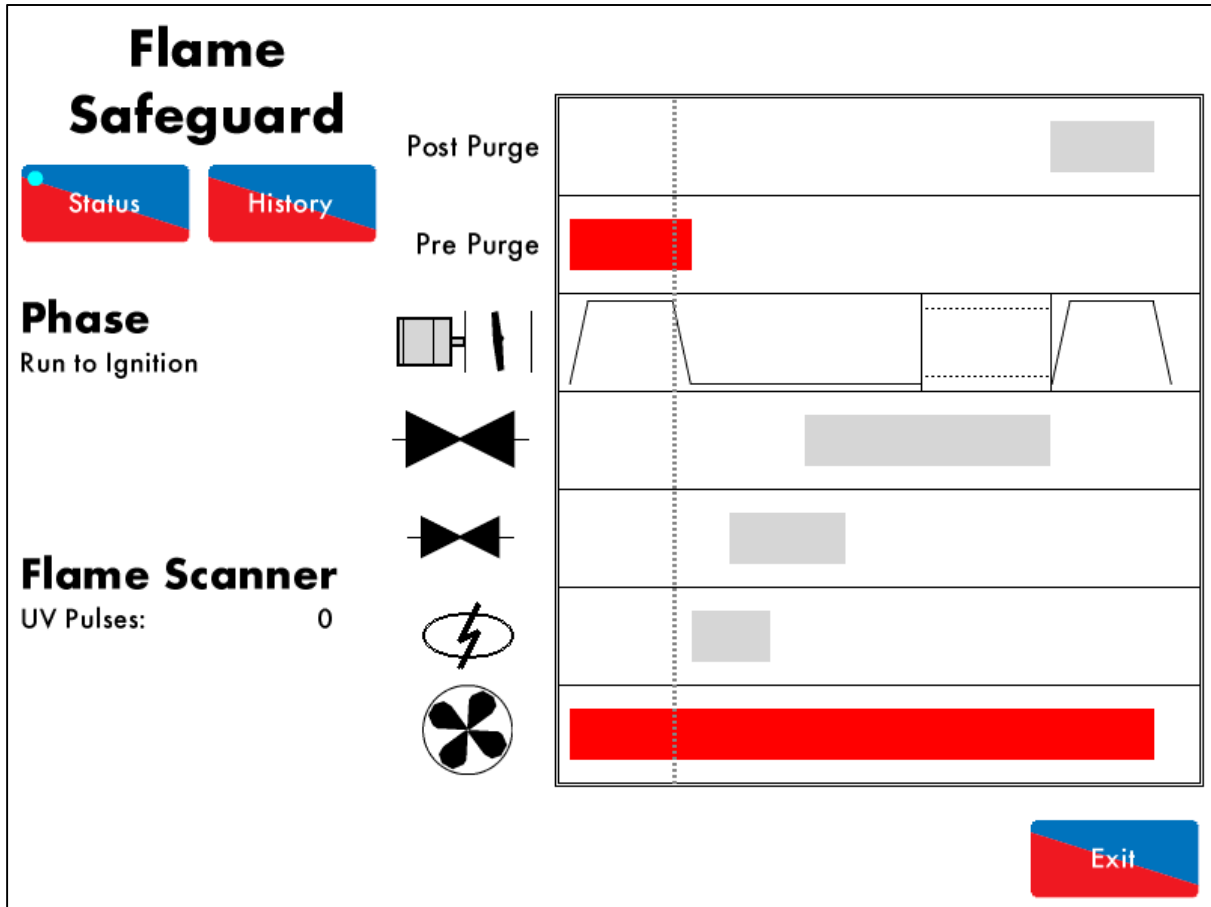 Flame
Safeguard
Status
History
Post Purge
Pre Purge
Phase
Run to Ignition
Flame Scanner
UV Pulses: 0
Exit